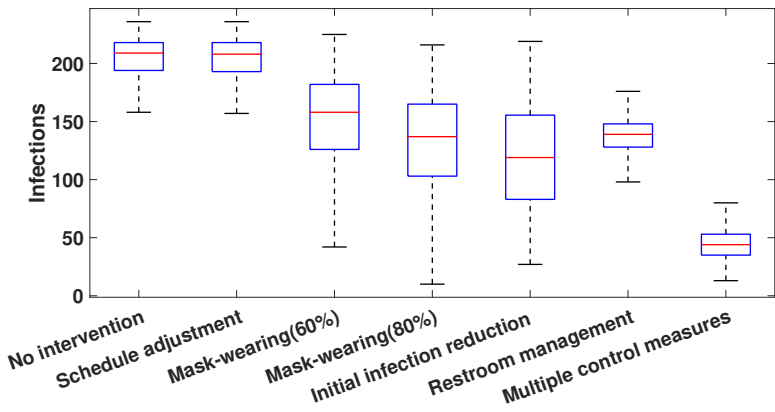 Infections
200
150
100
50
0
No intervention
Schedule adjustment
Mask-wearing(60%)
Mask-wearing(80%)
Initial infection reduction
Restroom management
Multiple control measures